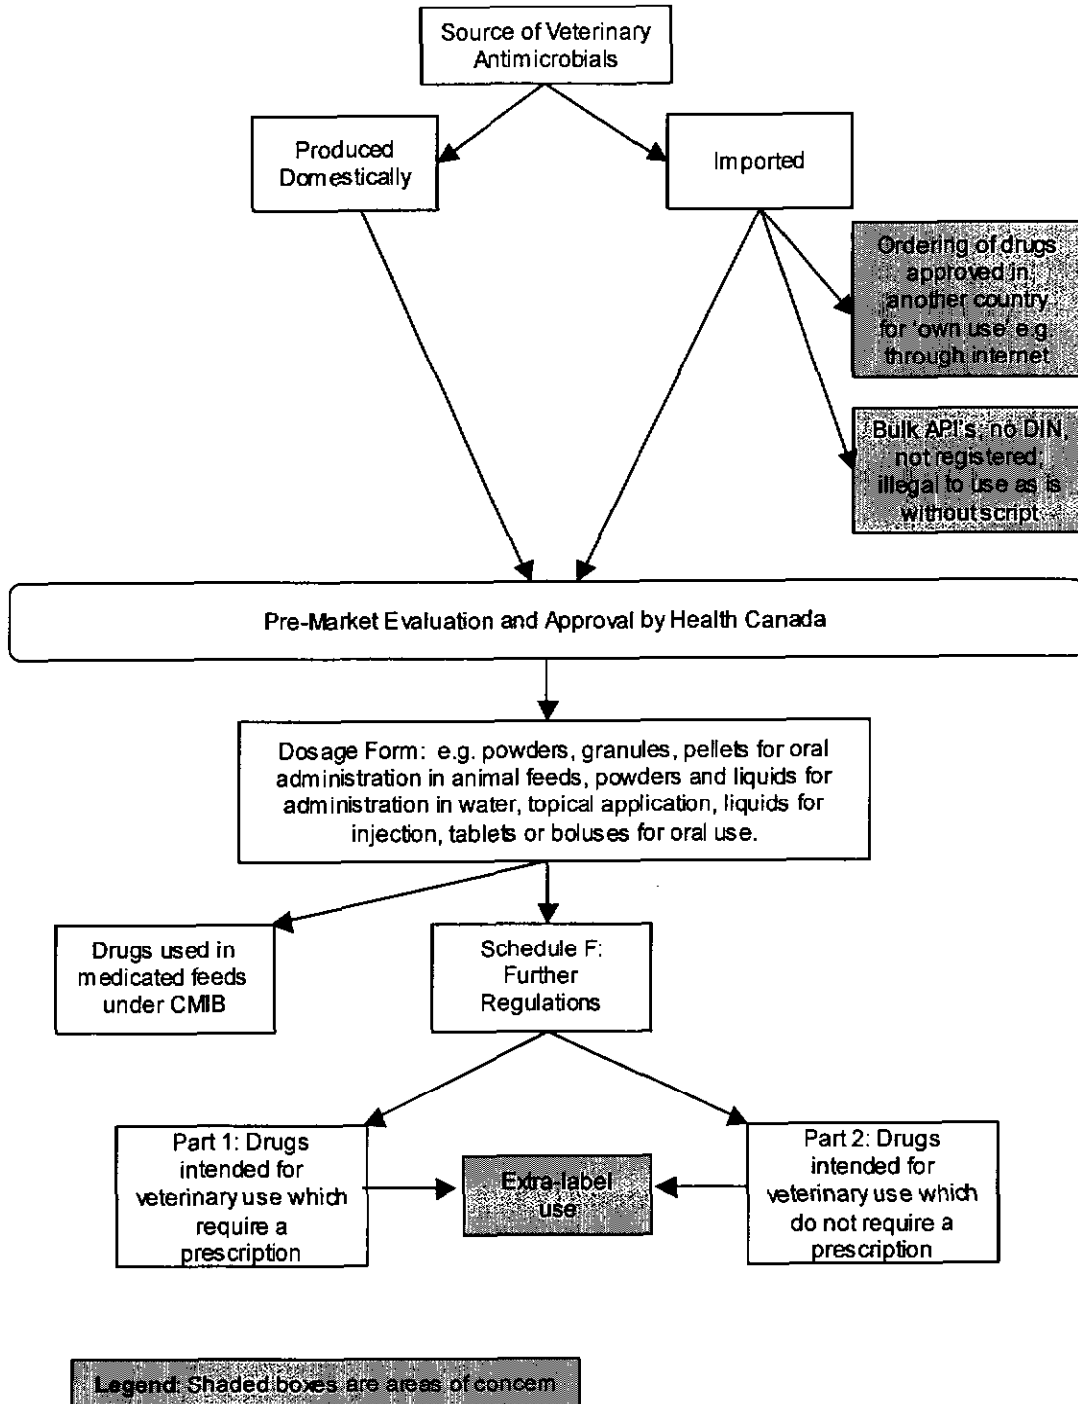 Source of Veterinary
Antimicrobials
Produced
Domestically
Imported
Ordering of drugs
approved in
another country
for 'own use' e.g.
through internet
Bulk API's; no DIN,
not registered;
illegal to use as is
without script
Pre-Market Evaluation and Approval by Health Canada
Dosage Form: e.g. powders, granules, pellets for oral
administration in animal feeds, powders and liquids for
administration in water, topical application, liquids for
injection, tablets or boluses for oral use.
Drugs used in
medicated feeds
under CMIB
Schedule F:
Further
Regulations
Part 1: Drugs
intended for
veterinary use which
require a
prescription
Extra-label
use
Part 2: Drugs
intended for
veterinary use which
do not require a
prescription
Legend: Shaded boxes are areas of concern